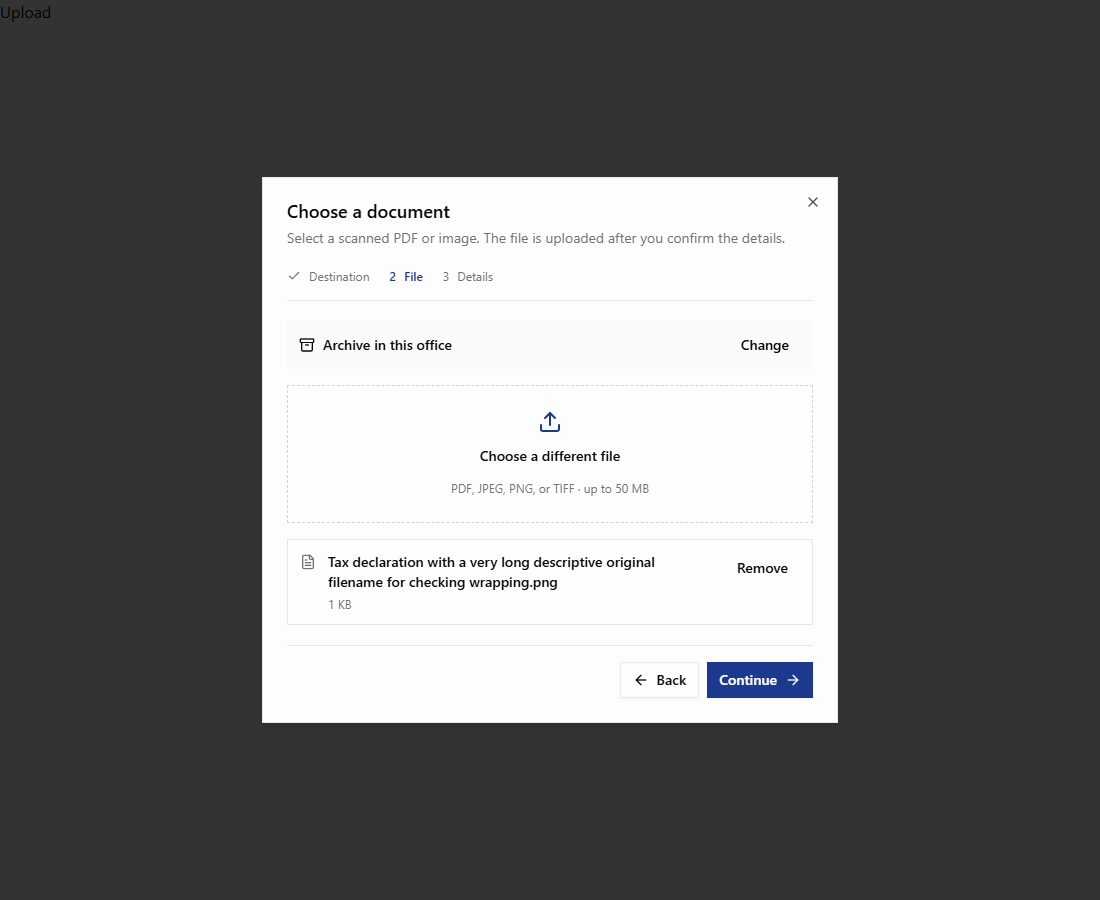 Upload
Choose a document
Select a scanned PDF or image. The file is uploaded after you confirm the details.
Destination 2 File 3 Details
Archive in this office Change
Choose a different file
PDF, JPEG, PNG, or TIFF · up to 50 MB
Tax declaration with a very long descriptive original
filename for checking wrapping.png
Remove
1 KB
Back Continue